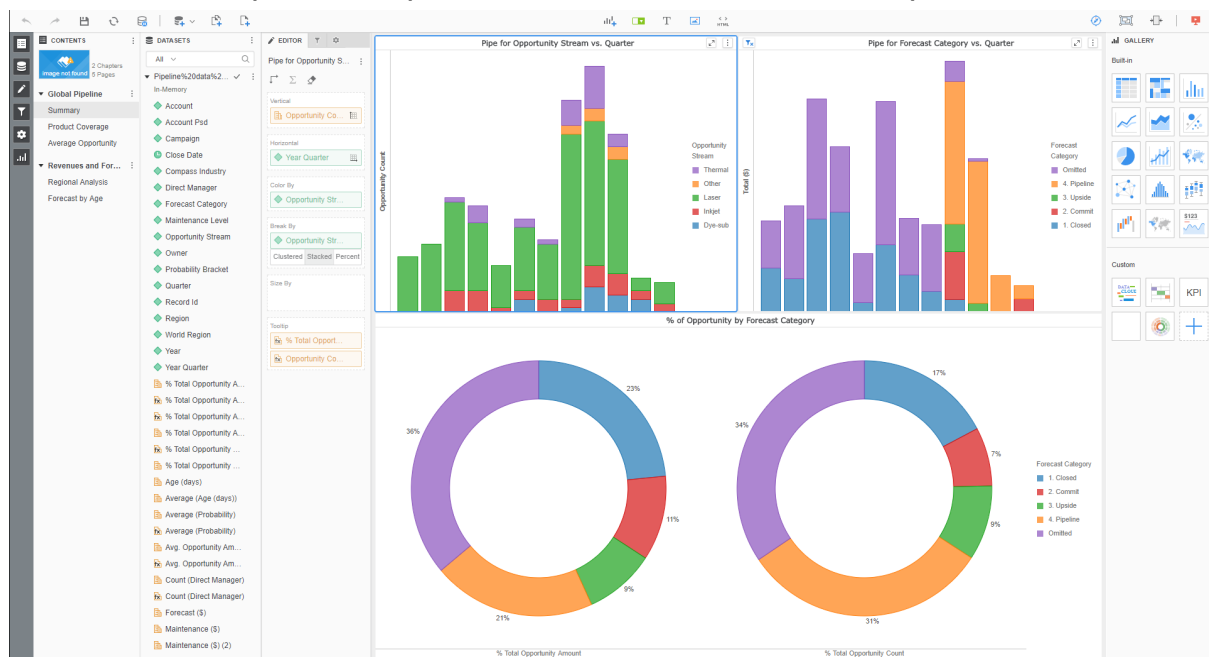 HTML
CONTENTS
image not found
2 Chapters
6 Pages
Global Pipeline
Summary
Product Coverage
Average Opportunity
Revenues and For...
Regional Analysis
Forecast by Age
DATASETS
All
Pipeline%20data%2...
In-Memory
Account
Account Psd
Campaign
Close Date
Compass Industry
Direct Manager
Forecast Category
Maintenance Level
Opportunity Stream
Owner
Probability Bracket
Quarter
Record Id
Region
World Region
Year
Year Quarter
% Total Opportunity A...
% Total Opportunity A...
% Total Opportunity A...
% Total Opportunity A...
% Total Opportunity ...
% Total Opportunity ...
Age (days)
Average (Age (days))
Average (Probability)
Average (Probability)
Avg. Opportunity Am...
Avg. Opportunity Am...
Count (Direct Manager)
Count (Direct Manager)
Forecast ($)
Maintenance ($)
Maintenance ($) (2)
EDITOR
Pipe for Opportunity S...
Vertical
Opportunity Co...
Horizontal
Year Quarter
Color By
Opportunity Str...
Break By
Opportunity Str...
Clustered Stacked Percent
Size By
Tooltip
% Total Opport...
Opportunity Co...
Pipe for Opportunity Stream vs. Quarter
Opportunity Count
Opportunity
Stream
Thermal
Other
Laser
Inkjet
Dye-sub
Pipe for Forecast Category vs. Quarter
Total ($)
Forecast
Category
Omitted
4. Pipeline
3. Upside
2. Commit
1. Closed
% of Opportunity by Forecast Category
23%
11%
9%
21%
36%
% Total Opportunity Amount
17%
7%
9%
31%
34%
% Total Opportunity Count
Forecast Category
1. Closed
2. Commit
3. Upside
4. Pipeline
Omitted
GALLERY
Built-in
$123
Custom
DATA
CLOUD
KPI